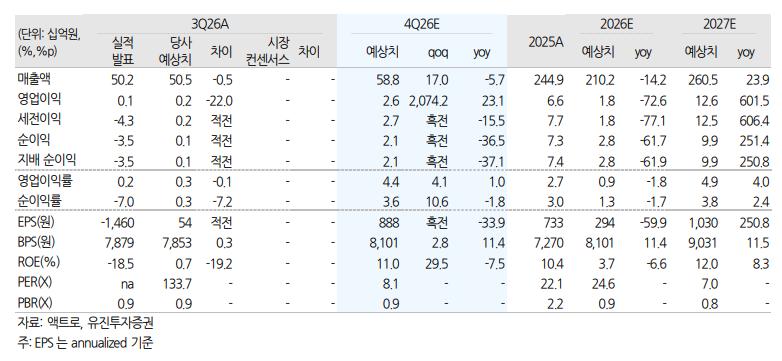 (단위: 십억원, 3Q26A 4Q26E 2025A 2026E 2027E
(%,%p) 실적 발표 당사 예상치 차이 시장 컨센서스 차이 예상치 qoq yoy 예상치 yoy 예상치 yoy
매출액 50.2 50.5 -0.5 - - 58.8 17.0 -5.7 244.9 210.2 -14.2 260.5 23.9
영업이익 0.1 0.2 -22.0 - - 2.6 2,074.2 23.1 6.6 1.8 -72.6 12.6 601.5
세전이익 -4.3 0.2 적전 - - 2.7 흑전 -15.5 7.7 1.8 -77.1 12.5 606.4
순이익 -3.5 0.1 적전 - - 2.1 흑전 -36.5 7.3 2.8 -61.7 9.9 251.4
지배 순이익 -3.5 0.1 적전 - - 2.1 흑전 -37.1 7.4 2.8 -61.9 9.9 250.8
영업이익률 0.2 0.3 -0.1 - - 4.4 4.1 1.0 2.7 0.9 -1.8 4.9 4.0
순이익률 -7.0 0.3 -7.2 - - 3.6 10.6 -1.8 3.0 1.3 -1.7 3.8 2.4
EPS(원) -1,460 54 적전 - - 888 흑전 -33.9 733 294 -59.9 1,030 250.8
BPS(원) 7,879 7,853 0.3 - - 8,101 2.8 11.4 7,270 8,101 11.4 9,031 11.5
ROE(%) -18.5 0.7 -19.2 - - 11.0 29.5 -7.5 10.4 3.7 -6.6 12.0 8.3
PER(X) na 133.7 - - - 8.1 - - 22.1 24.6 - 7.0 -
PBR(X) 0.9 0.9 - - - 0.9 - - 2.2 0.9 - 0.8 -
자료: 액트로, 유진투자증권
주: EPS 는 annualized 기준